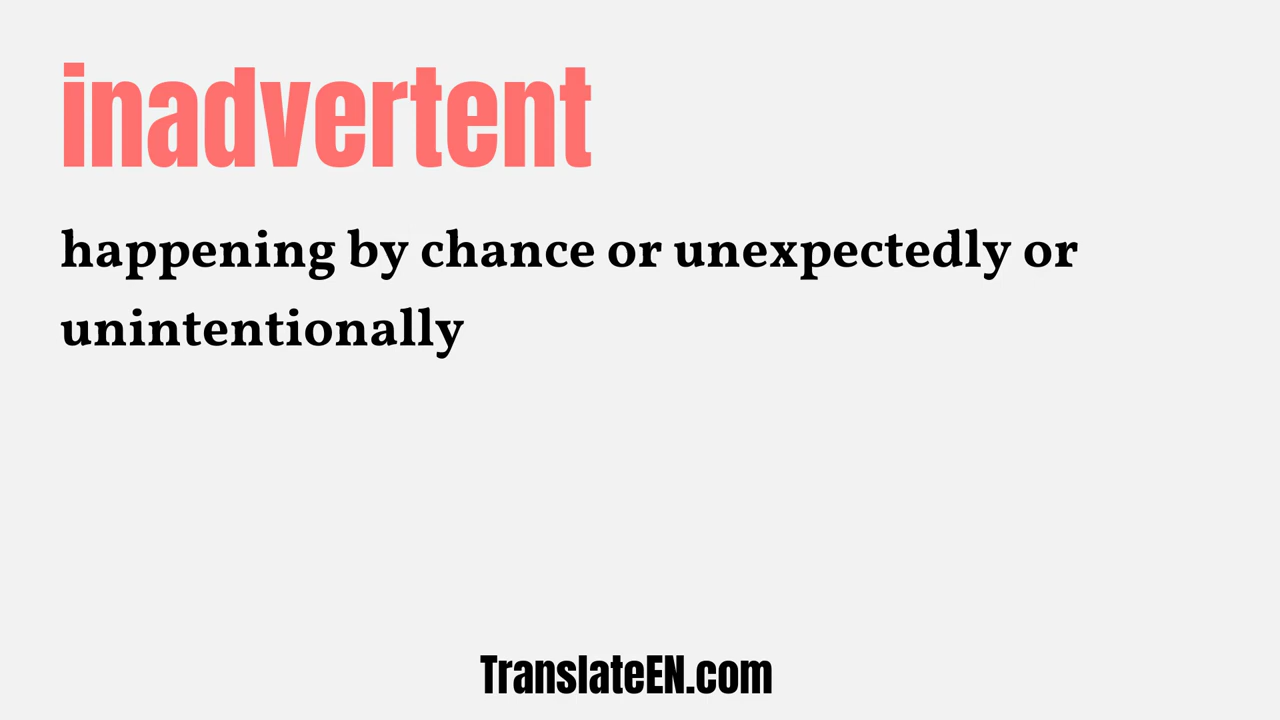 inadvertent
happening by chance or unexpectedly or
unintentionally
TranslateEN.com